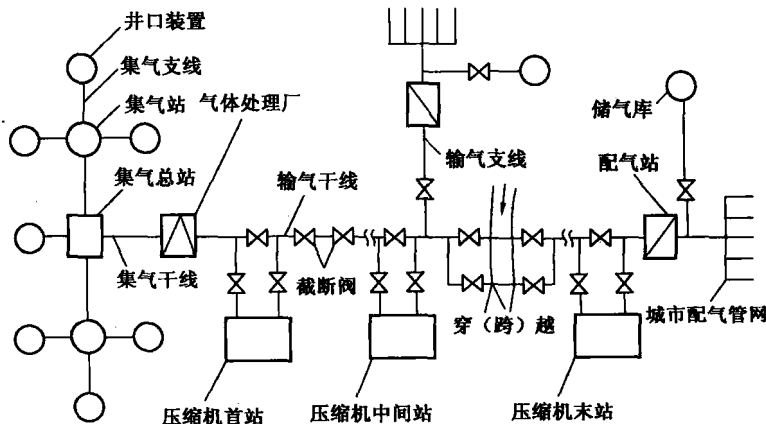 井口装置
集气支线
集气站
气体处理厂
集气总站
集气干线
输气干线
截断阀
输气支线
储气库
配气站
穿（跨）越
城市配气管网
压缩机首站
压缩机中间站
压缩机末站